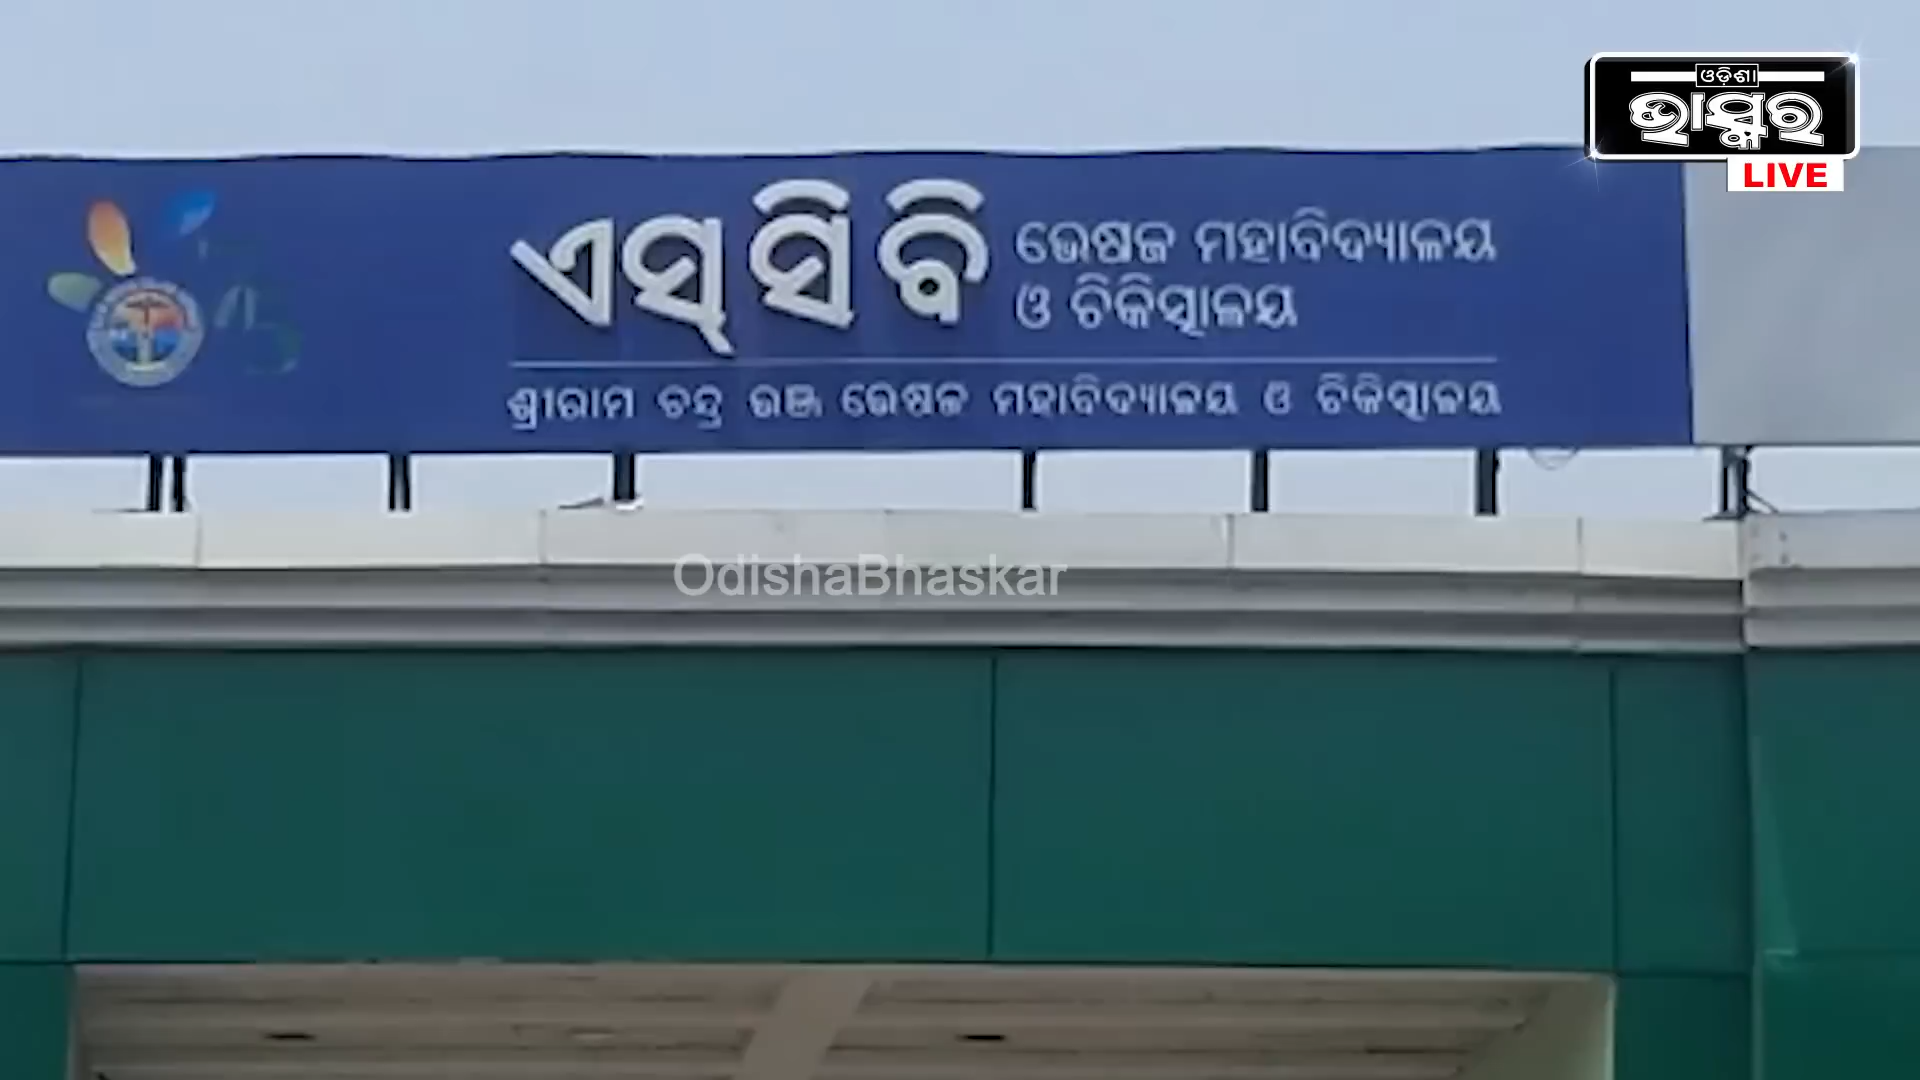 ଓଡ଼ିଶା
ଭାସ୍କର
LIVE
ଏସ୍ ସି ବି
ଭେଷଜ ମହାବିଦ୍ୟାଳୟ
ଓ ଚିକିତ୍ସାଳୟ
ଶ୍ରୀରାମ ଚନ୍ଦ୍ର ଭଞ୍ଜ ଭେଷଜ ମହାବିଦ୍ୟାଳୟ ଓ ଚିକିତ୍ସାଳୟ
OdishaBhaskar